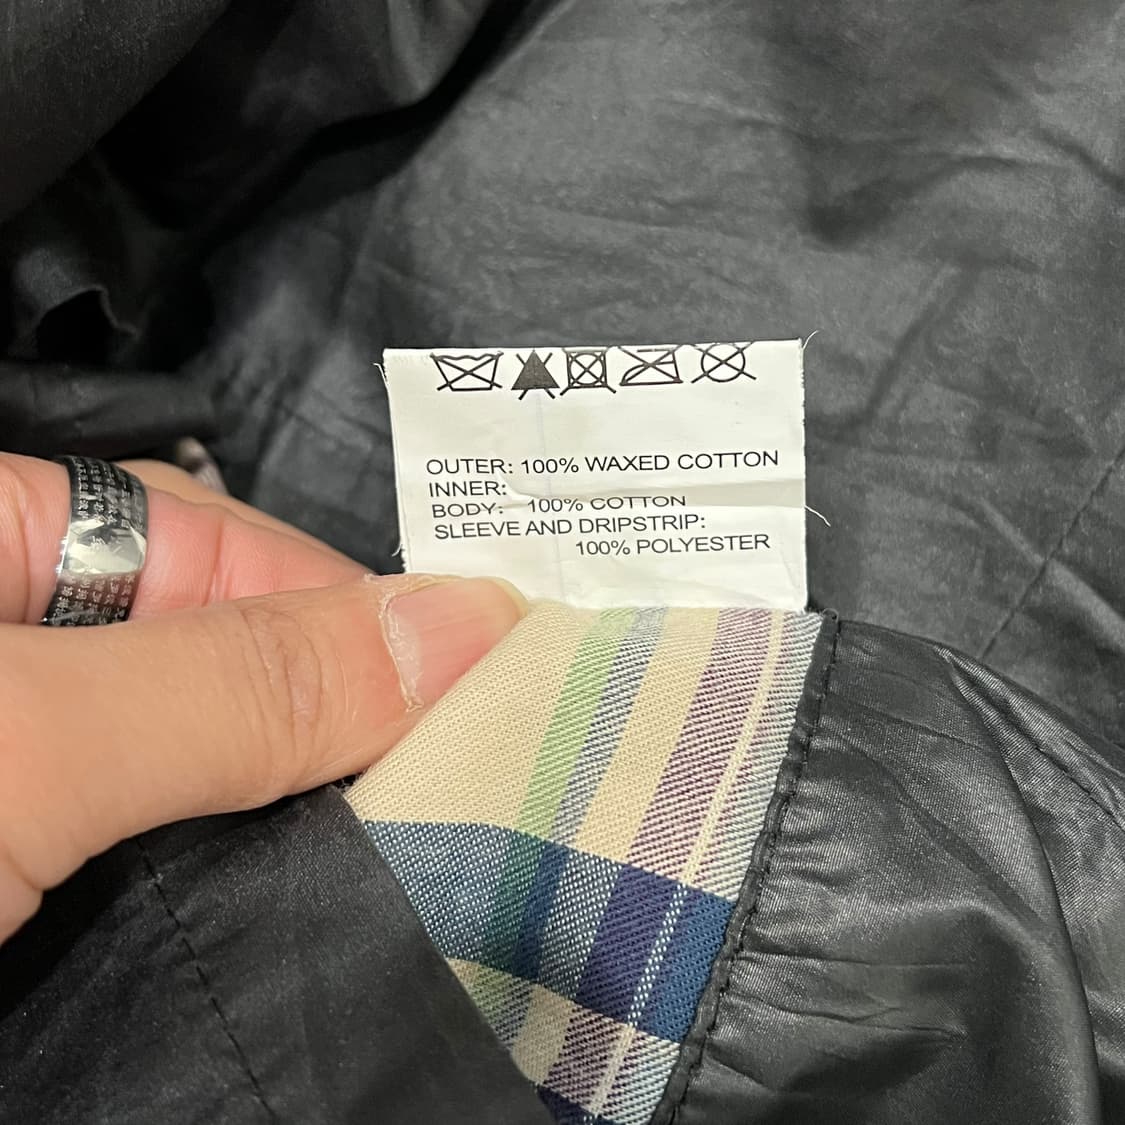 OUTER: 100% WAXED COTTON
INNER:
BODY: 100% COTTON
SLEEVE AND DRIPSTRIP:
100% POLYESTER